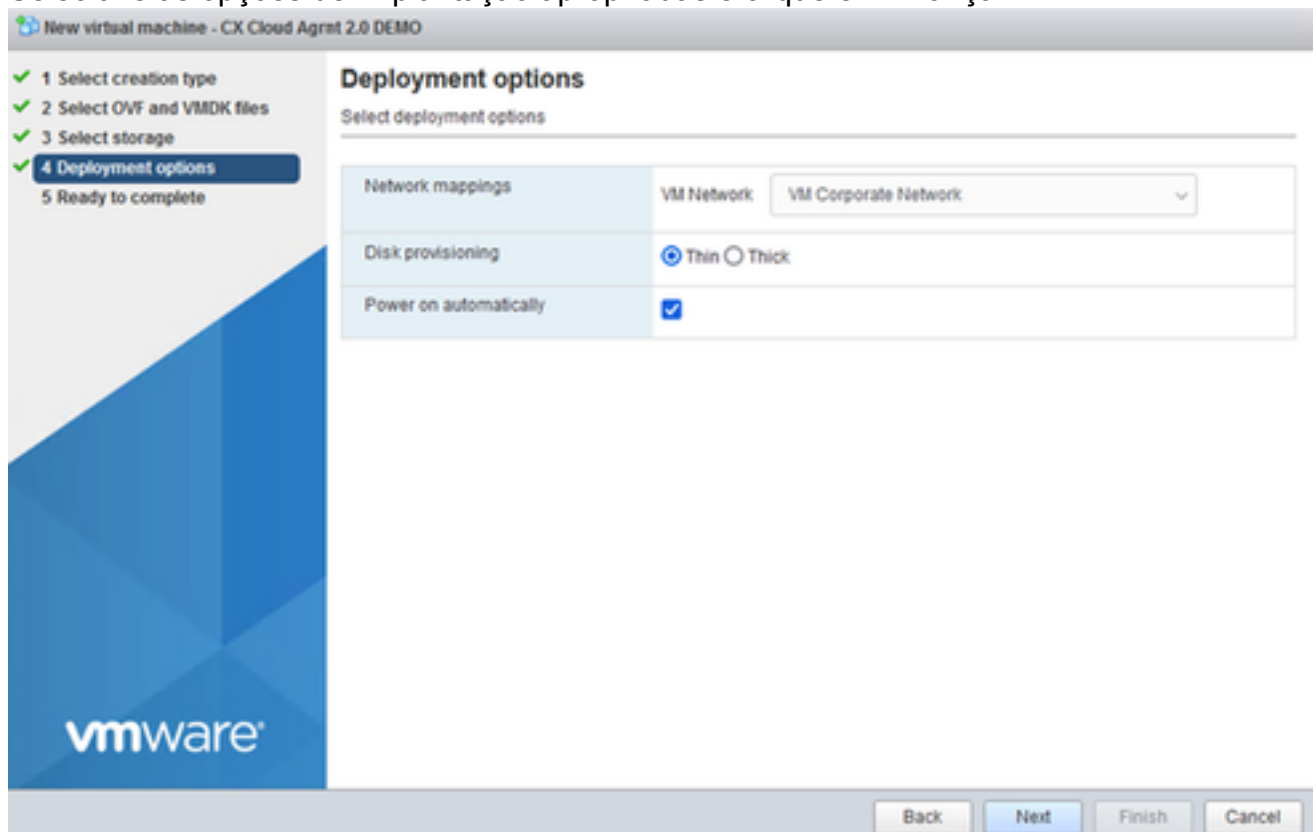 New virtual machine - CX Cloud Agrnt 2.0 DEMO
1 Select creation type
2 Select OVF and VMDK files
3 Select storage
4 Deployment options
5 Ready to complete
vmware
Deployment options
Select deployment options
Network mappings
VM Network VM Corporate Network
Disk provisioning
Thin Thick
Power on automatically
Back Next Finish Cancel